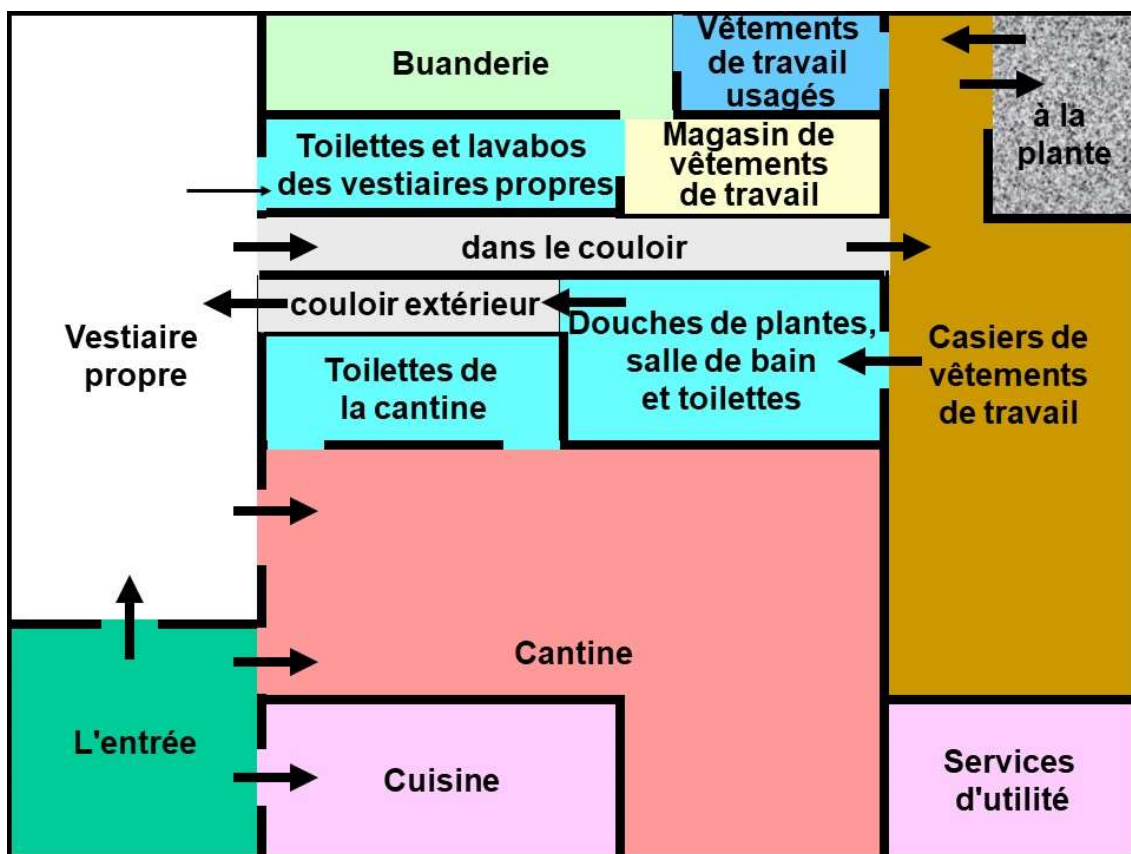 Buanderie
Vêtements
de travail
usagés
à la
plante
Toilettes et lavabos
des vestiaires propres
Magasin de
vêtements
de travail
dans le couloir
couloir extérieur
Vestiaire
propre
Douches de plantes,
salle de bain
et toilettes
Casiers de
vêtements
de travail
Toilettes de
la cantine
Cantine
L'entrée
Cuisine
Services
d'utilité